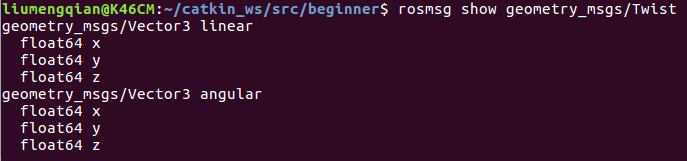 liumengqian@K46CM:~/catkin_ws/src/beginner$ rosmsg show geometry_msgs/Twist
geometry_msgs/Vector3 linear
  float64 x
  float64 y
  float64 z
geometry_msgs/Vector3 angular
  float64 x
  float64 y
  float64 z